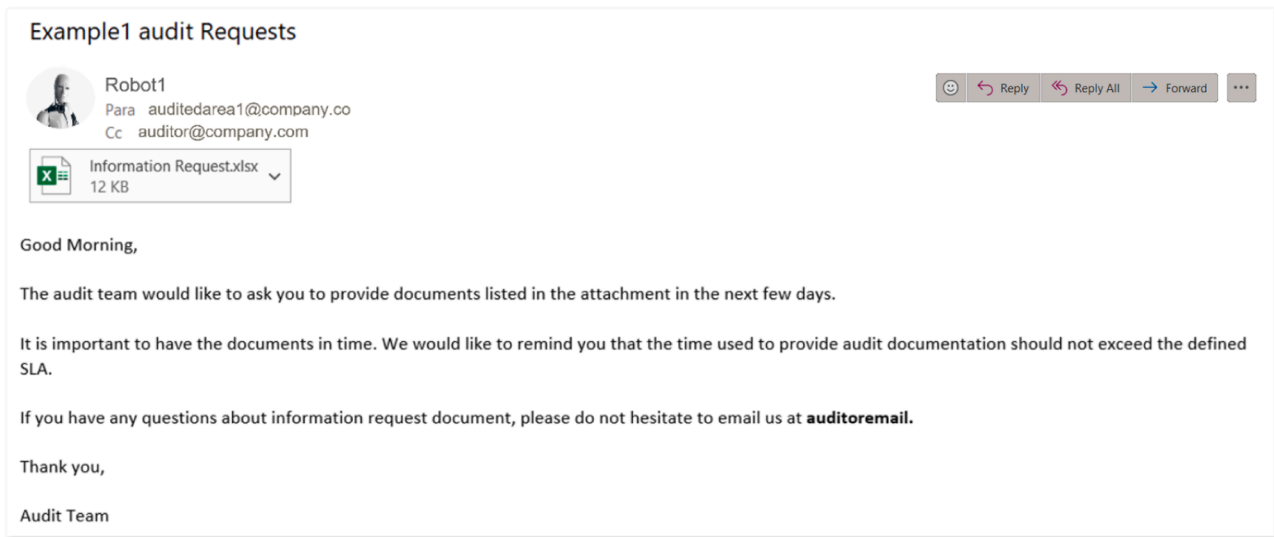 Example1 audit Requests
Robot1
Para auditedarea1@company.co
Cc auditor@company.com
Reply
Reply All
Forward
Information Request.xlsx
12 KB
Good Morning,
The audit team would like to ask you to provide documents listed in the attachment in the next few days.
It is important to have the documents in time. We would like to remind you that the time used to provide audit documentation should not exceed the defined
SLA.
If you have any questions about information request document, please do not hesitate to email us at auditoremail.
Thank you,
Audit Team